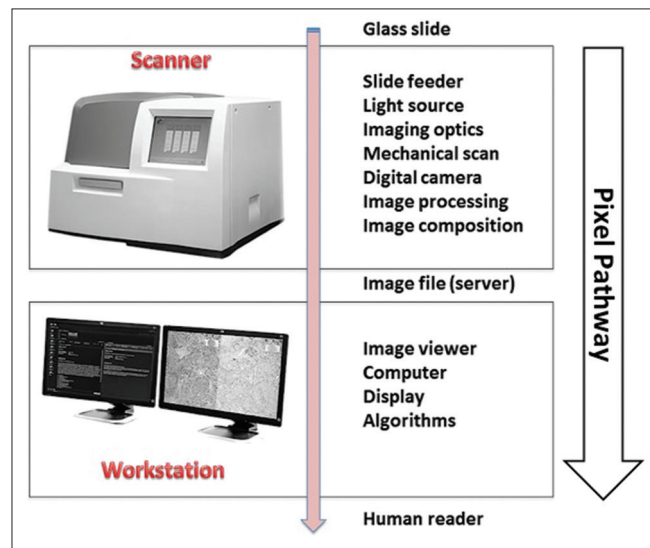 Glass slide
Scanner
Slide feeder
Light source
Imaging optics
Mechanical scan
Digital camera
Image processing
Image composition
Image file (server)
Image viewer
Computer
Display
Algorithms
Workstation
Human reader
Pixel Pathway